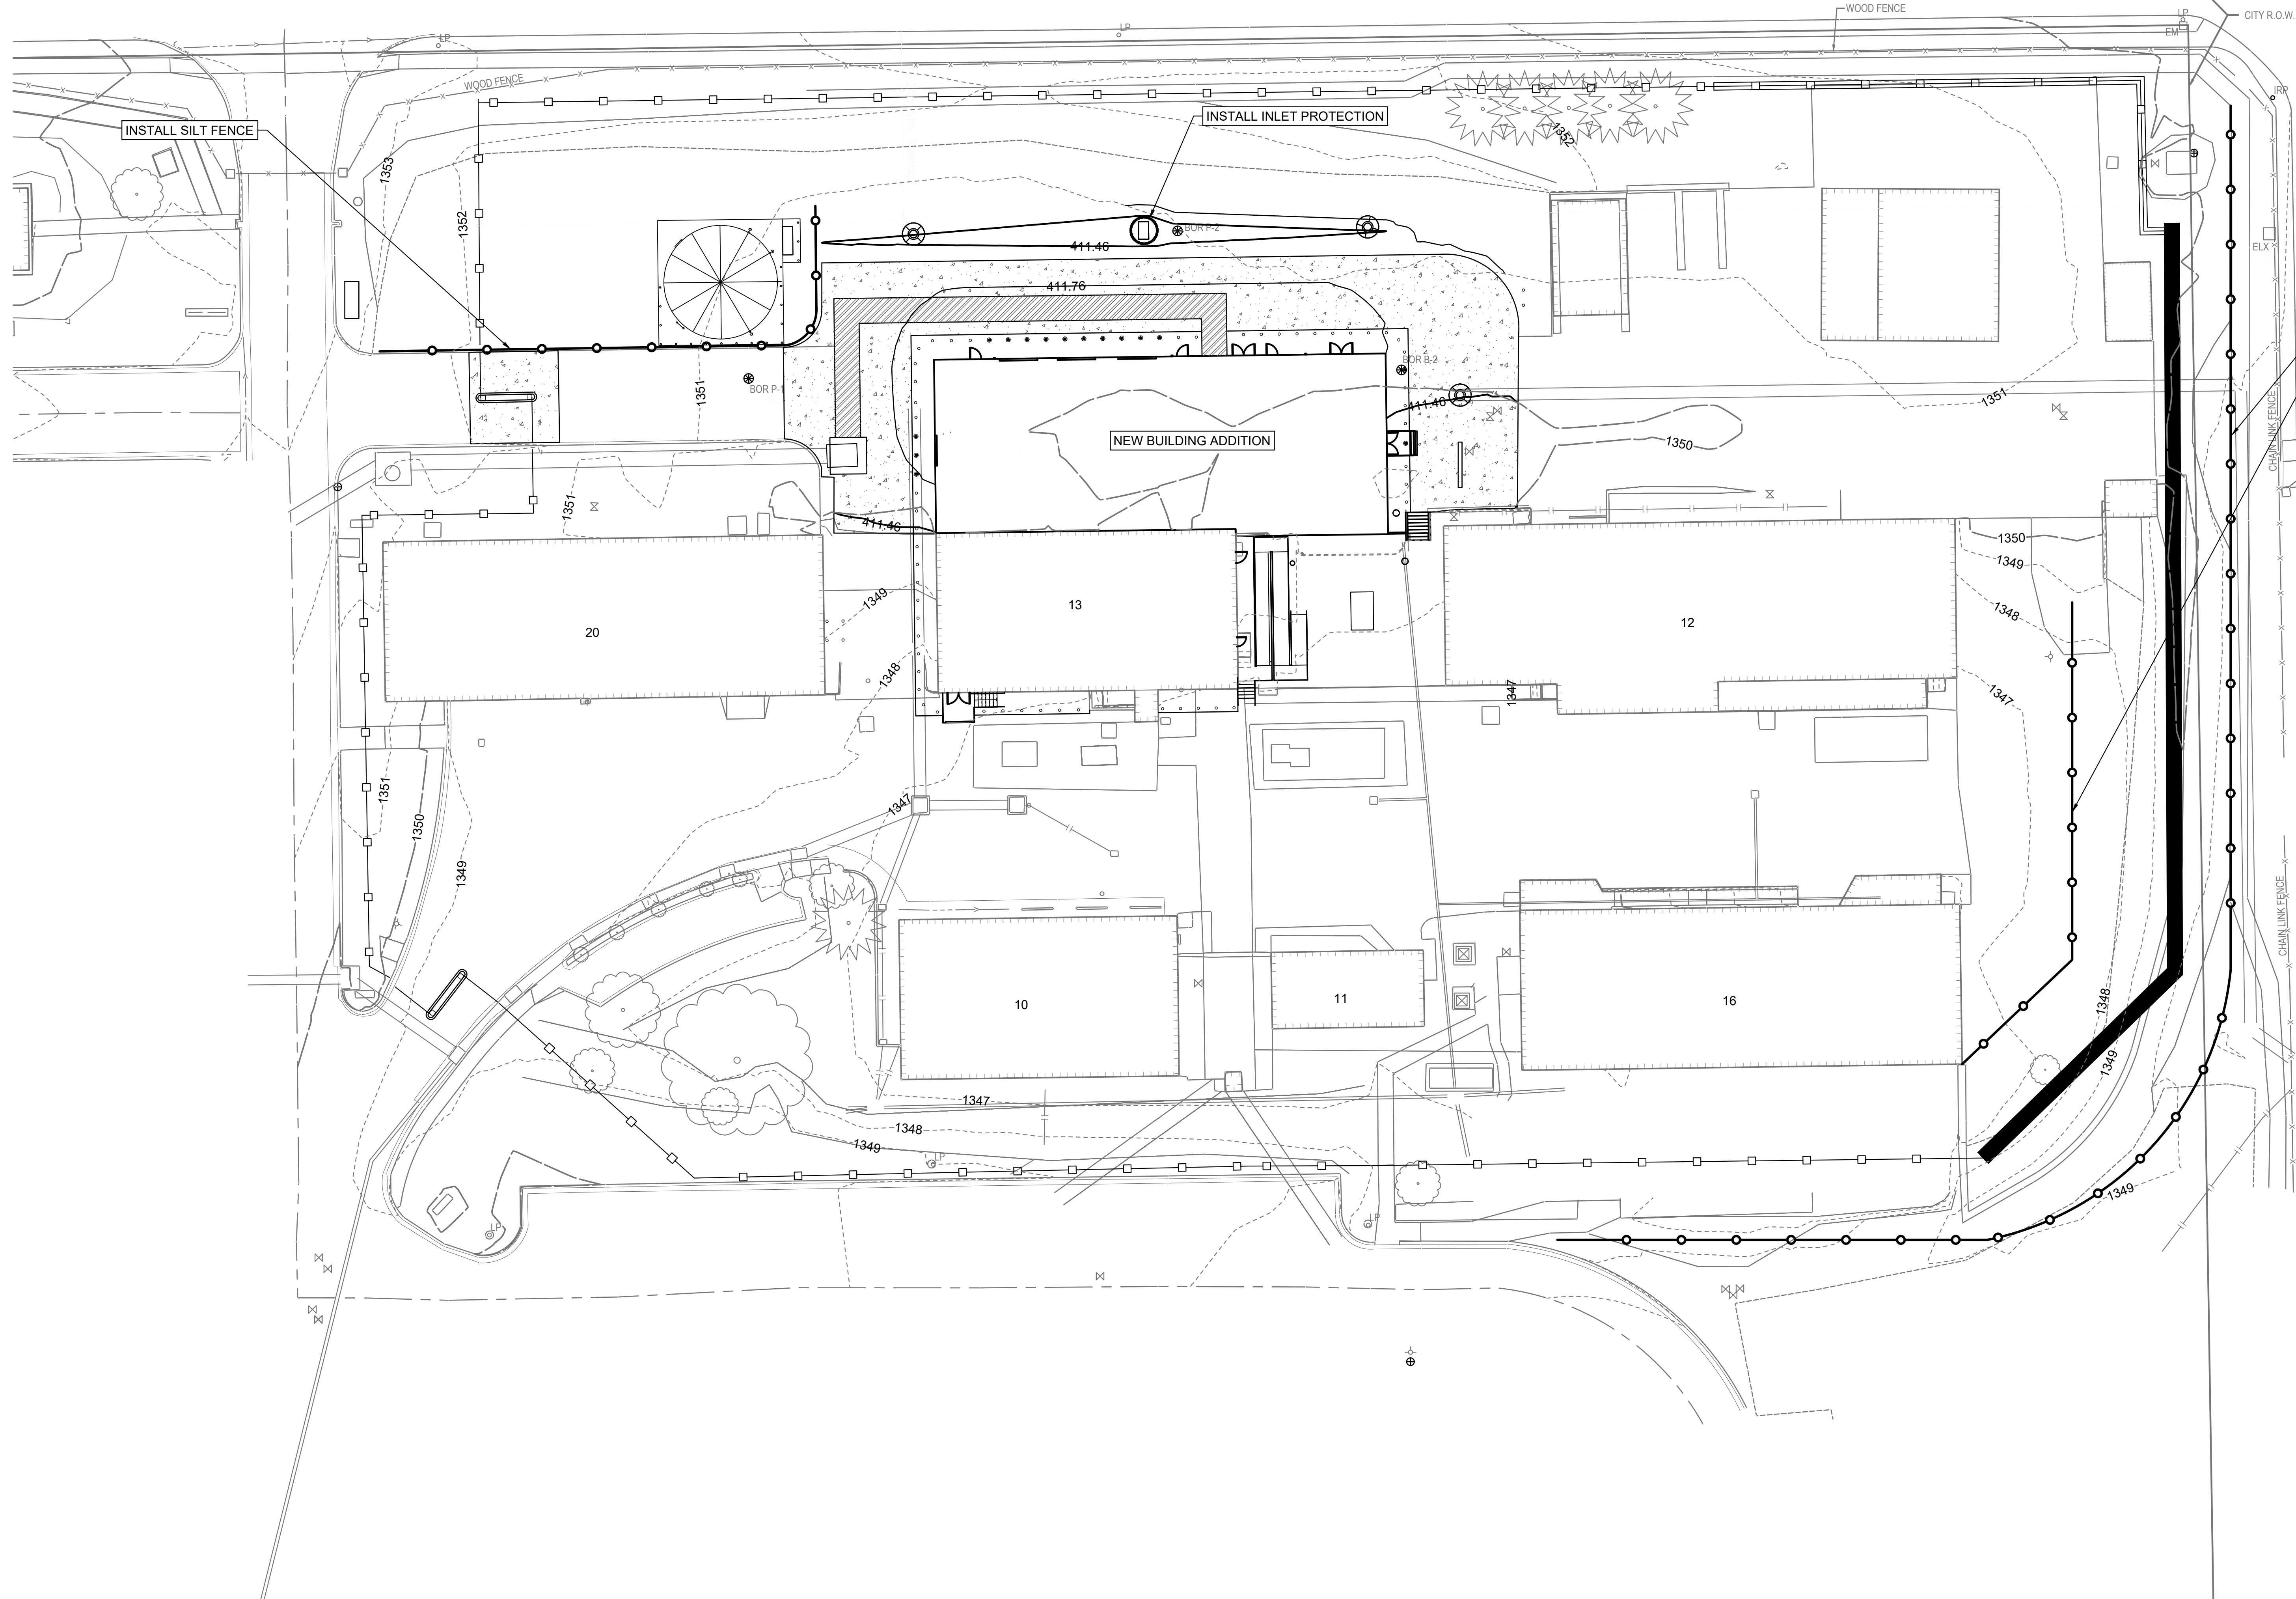 WOOD FENCE
LP
CITY R.O.W.
LP
LP
EM
WOOD FENCE
IRP
INSTALL SILT FENCE
INSTALL INLET PROTECTION
1352
1353
1352
BOR P-2
411.46
ELX
411.76
BOR B-2
BOR P-1
1351
1351
411.46
CHAIN LINK FENCE
NEW BUILDING ADDITION
1350
1351
411.46
1350
1349
1349
13
1348
12
20
1348
1347
1347
1351
1347
1350
1349
CHAIN LINK FENCE
11
16
10
1348
1349
1347
1348
1349
LP
1349
LP
LP